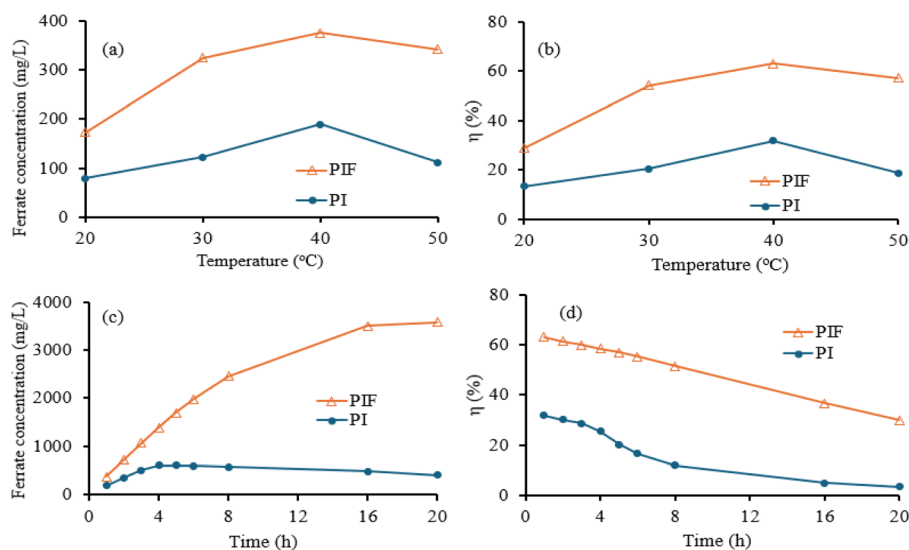 (a)
Ferrate concentration (mg/L)
400
300
200
100
0
20 30 40 50
Temperature (°C)
PIF
PI
(b)
η (%)
80
60
40
20
0
20 30 40 50
Temperature (°C)
PIF
PI
(c)
Ferrate concentration (mg/L)
4000
3000
2000
1000
0
0 4 8 12 16 20
Time (h)
PIF
PI
(d)
η (%)
80
60
40
20
0
0 4 8 12 16 20
Time (h)
PIF
PI